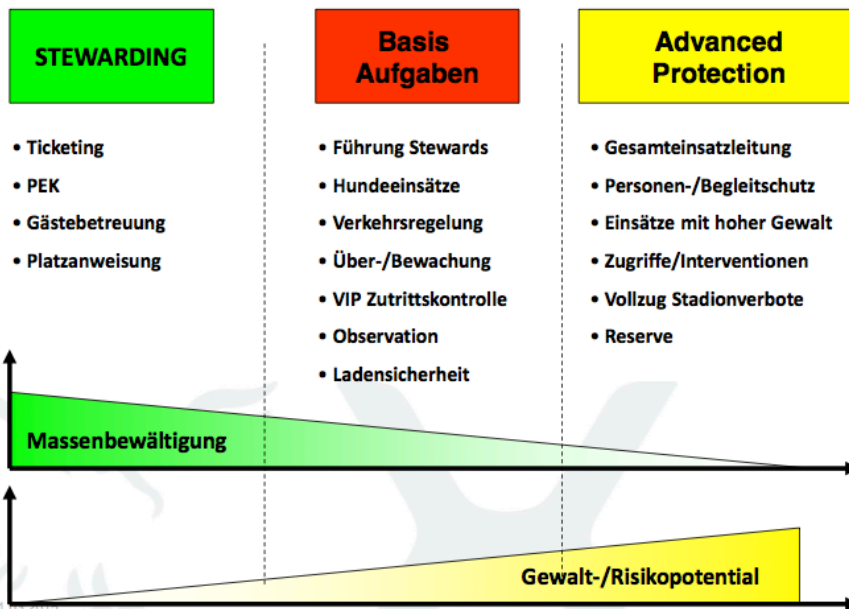 STEWARDING
• Ticketing
• PEK
• Gästebetreuung
• Platzanweisung
Basis
Aufgaben
• Führung Stewards
• Hundeeinsätze
• Verkehrsregelung
• Über-/Bewachung
• VIP Zutrittskontrolle
• Observation
• Ladensicherheit
Advanced
Protection
• Gesamteinsatzleitung
• Personen-/Begleitschutz
• Einsätze mit hoher Gewalt
• Zugriffe/Interventionen
• Vollzug Stadionverbote
• Reserve
Massenbewältigung
Gewalt-/Risikopotential